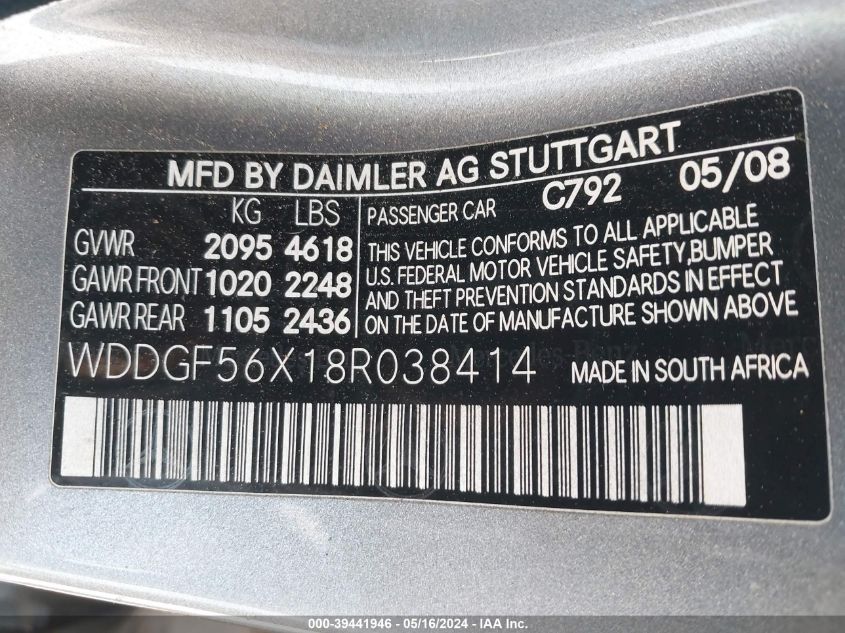 MFD BY DAIMLER AG STUTTGART
C792 05/08
KG LBS
PASSENGER CAR
GVWR 2095 4618
GAWR FRONT 1020 2248
GAWR REAR 1105 2436
THIS VEHICLE CONFORMS TO ALL APPLICABLE
U.S. FEDERAL MOTOR VEHICLE SAFETY, BUMPER
AND THEFT PREVENTION STANDARDS IN EFFECT
ON THE DATE OF MANUFACTURE SHOWN ABOVE
WDDGF56X18R038414 MADE IN SOUTH AFRICA
000-39441946 - 05/16/2024 - IAA Inc.